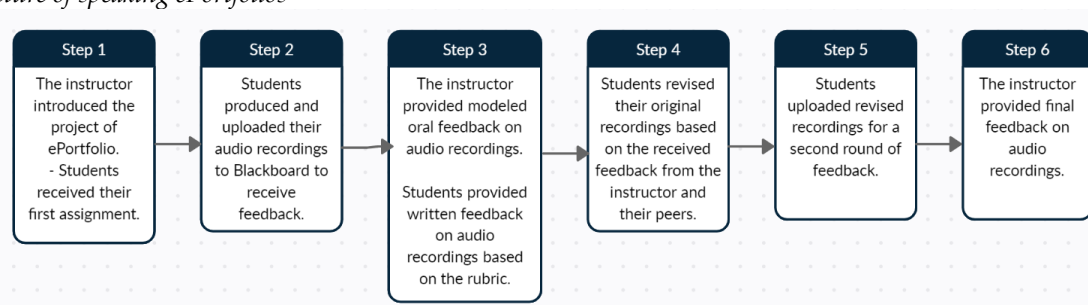 of speaking ePortfolios
Step 1
The instructor
introduced the
project of
ePortfolio.
- Students
received their
first assignment.
Step 2
Students
produced and
uploaded their
audio recordings
to Blackboard to
receive
feedback.
Step 3
The instructor
provided modeled
oral feedback on
audio recordings.
Students provided
written feedback
on audio
recordings based
on the rubric.
Step 4
Students revised
their original
recordings based
on the received
feedback from the
instructor and
their peers.
Step 5
Students
uploaded revised
recordings for a
second round of
feedback.
Step 6
The instructor
provided final
feedback on
audio
recordings.